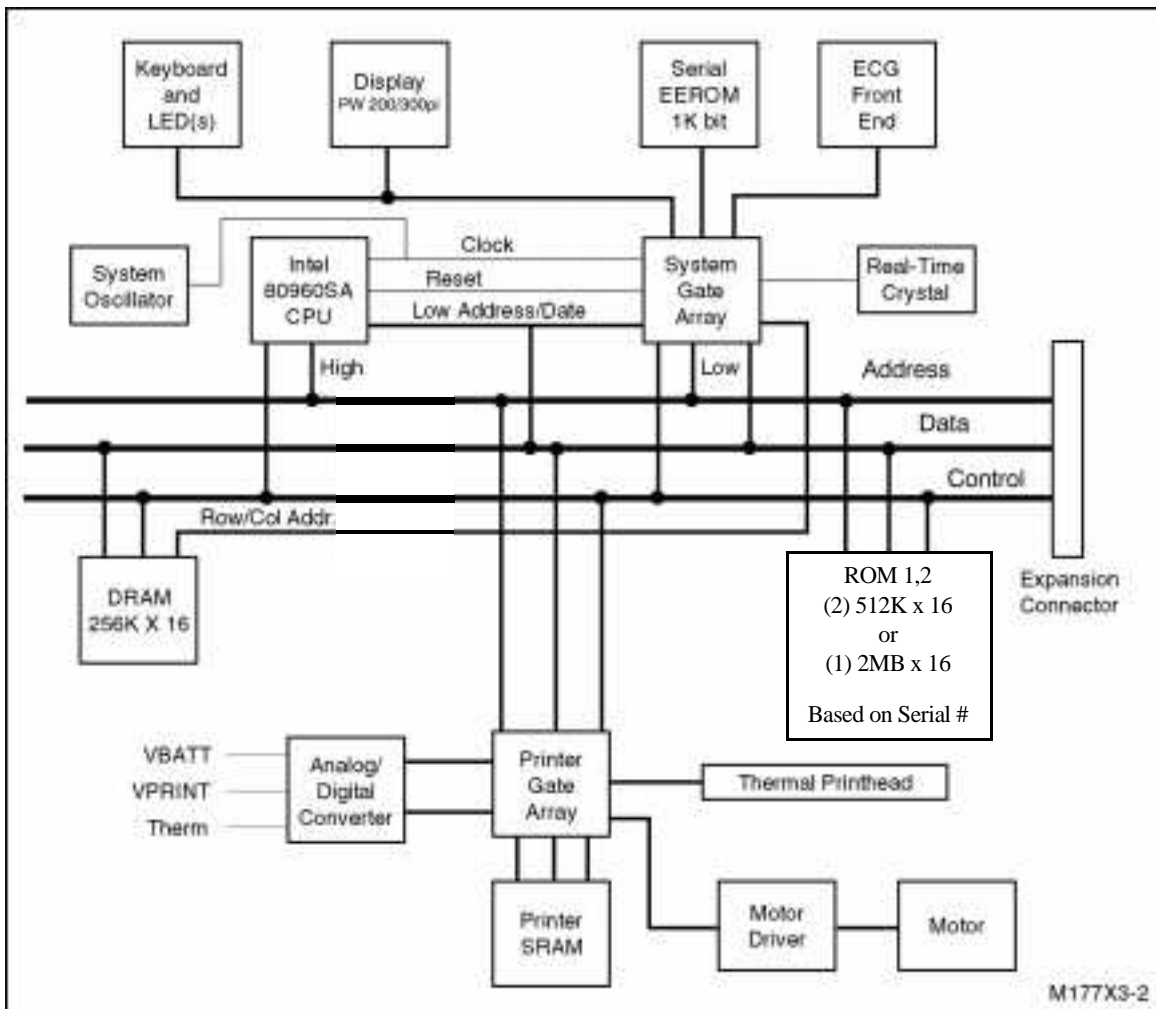 Keyboard
and
LED(s)
Display
PW 200/300pi
Serial
EEROM
1K bit
ECG
Front
End
System
Oscillator
Intel
80960SA
CPU
Clock
Reset
Low Address/Date
System
Gate
Array
Real-Time
Crystal
High
Low
Address
Data
Control
Row/Col Addr.
DRAM
256K X 16
ROM 1,2
(2) 512K x 16
or
(1) 2MB x 16
Based on Serial #
Expansion
Connector
VBATT
VPRINT
Therm
Analog/
Digital
Converter
Printer
Gate
Array
Thermal Printhead
Printer
SRAM
Motor
Driver
Motor
M177X3-2